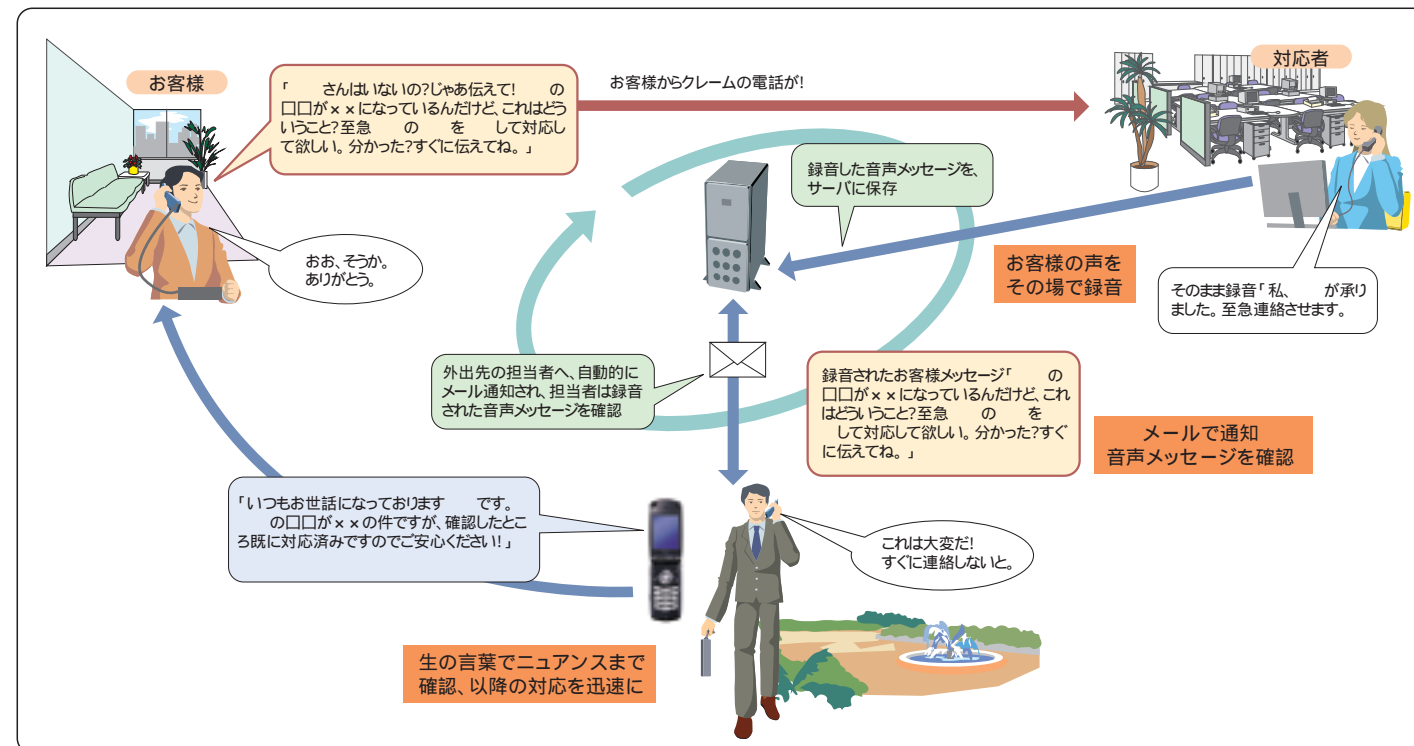 お客様
「　　さんはいないの?じゃあ伝えて!　　の
□□が××になっているんだけど、これはどう
いうこと?至急　　の　　を　　して対応し
て欲しい。分かった?すぐに伝えてね。」
お客様からクレームの電話が!
対応者
録音した音声メッセージを、
サーバに保存
おお、そうか。
ありがとう。
お客様の声を
その場で録音
そのまま録音「私、　　が承り
ました。至急連絡させます。
外出先の担当者へ、自動的に
メール通知され、担当者は録音
された音声メッセージを確認
録音されたお客様メッセージ「　　の
□□が××になっているんだけど、これ
はどういうこと?至急　　の　　を
　　して対応して欲しい。分かった?すぐ
に伝えてね。」
メールで通知
音声メッセージを確認
「いつもお世話になっております　　です。
　　の□□が××の件ですが、確認したとこ
ろ既に対応済みですのでご安心ください!」
これは大変だ!
すぐに連絡しないと。
生の言葉でニュアンスまで
確認、以降の対応を迅速に